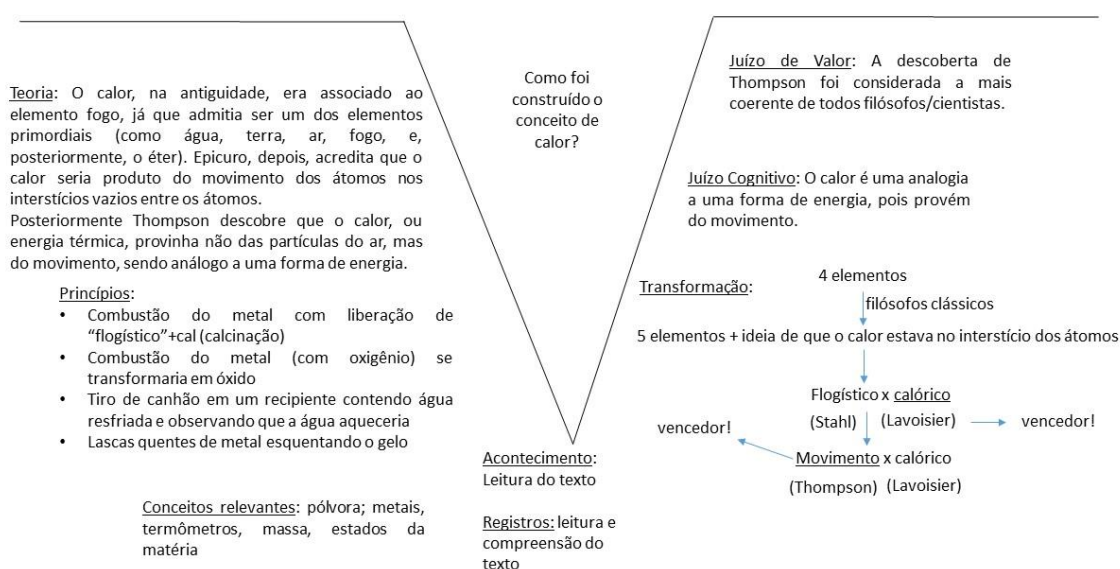 Teoria: O calor, na antiguidade, era associado ao
elemento fogo, já que admitia ser um dos elementos
primordiais (como água, terra, ar, fogo, e,
posteriormente, o éter). Epicuro, depois, acredita que o
calor seria produto do movimento dos átomos nos
interstícios vazios entre os átomos.
Posteriormente Thompson descobre que o calor, ou
energia térmica, provinha não das partículas do ar, mas
do movimento, sendo análogo a uma forma de energia.
Princípios:
• Combustão do metal com liberação de
“flogístico”+cal (calcinação)
• Combustão do metal (com oxigênio) se
transformaria em óxido
• Tiro de canhão em um recipiente contendo água
resfriada e observando que a água aqueceria
• Lascas quentes de metal esquentando o gelo
Conceitos relevantes: pólvora; metais,
termômetros, massa, estados da
matéria
Como foi
construído o
conceito de
calor?
Acontecimento:
Leitura do texto
Registros: leitura e
compreensão do
texto
Juízo de Valor: A descoberta de
Thompson foi considerada a mais
coerente de todos filósofos/cientistas.
Juízo Cognitivo: O calor é uma analogia
a uma forma de energia, pois provém
do movimento.
Transformação:
4 elementos
filósofos clássicos
5 elementos + ideia de que o calor estava no interstício dos átomos
Flogístico x calórico
(Stahl) (Lavoisier) vencedor!
vencedor!
Movimento x calórico
(Thompson) (Lavoisier)